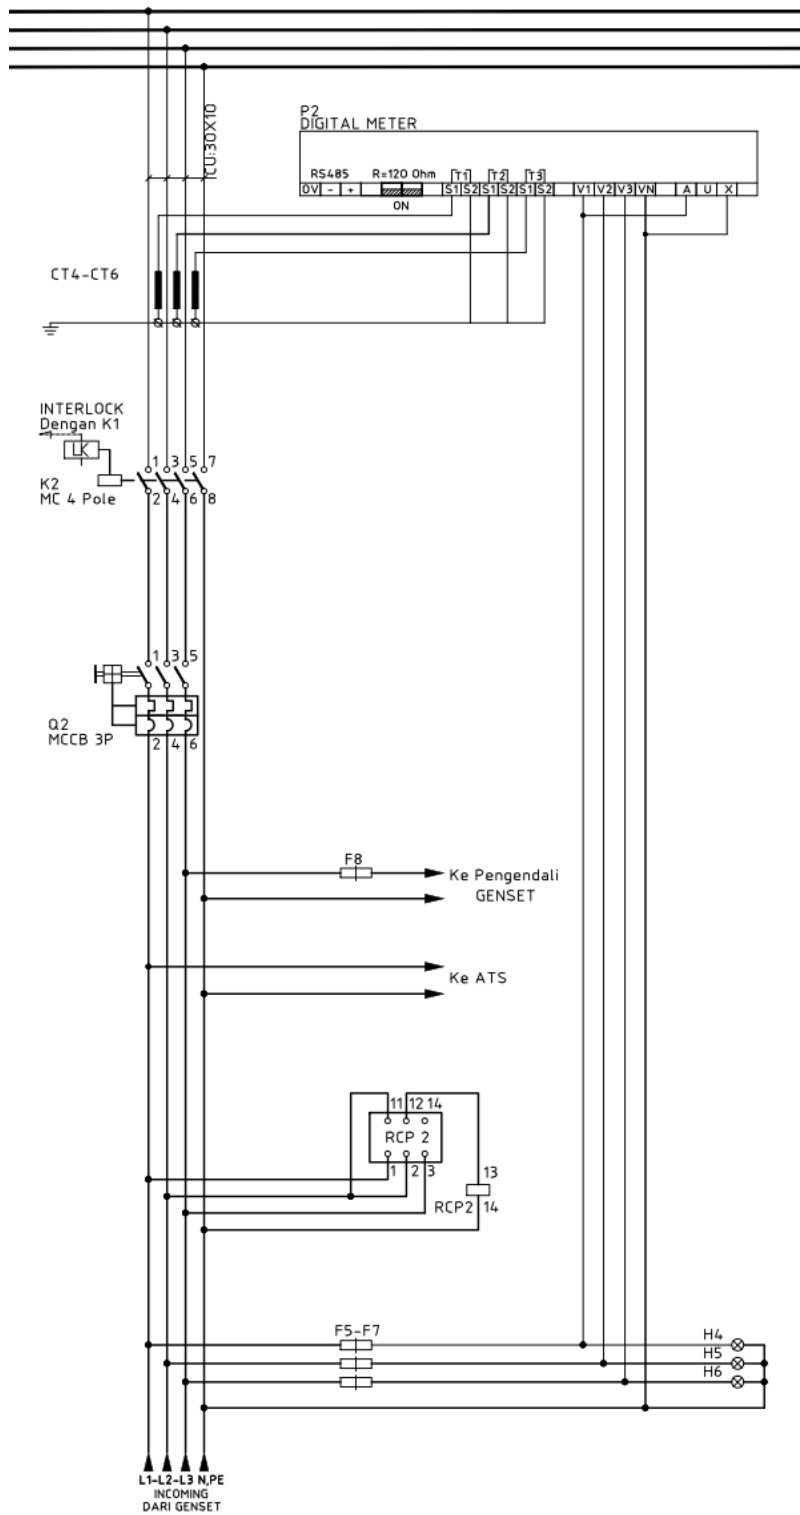 CU:30X10
P2
DIGITAL METER
RS485 R=120 Ohm T1 T2 T3
0V - + S1 S2 S1 S2 S1 S2 V1 V2 V3 VN A U X
ON
CT4-CT6
INTERLOCK
Dengan K1
UK
1 3 5 7
K2
MC 4 Pole
2 4 6 8
1 3 5
Q2
MCCB 3P
2 4 6
F8
Ke Pengendali
GENSET
Ke ATS
11 12 14
RCP 2
1 2 3
13
RCP2 14
F5-F7
H4
H5
H6
L1-L2-L3 N,PE
INCOMING
DARI GENSET